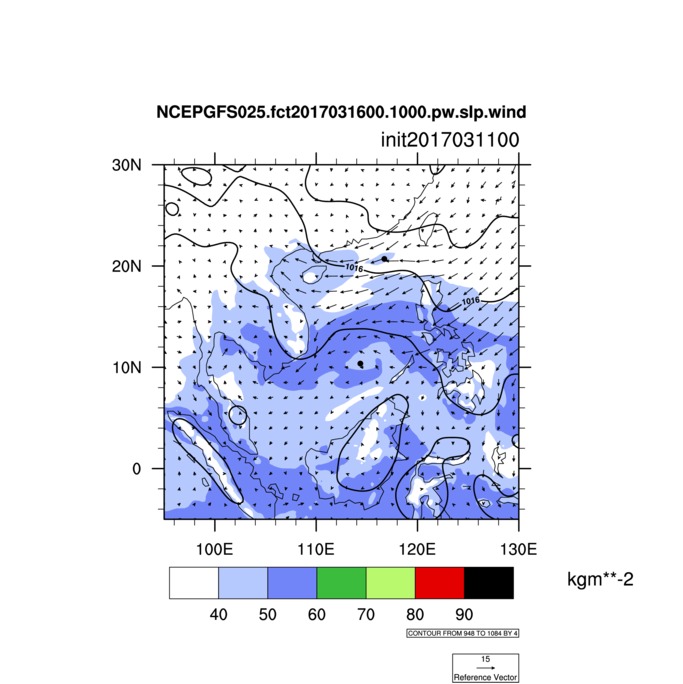 NCEPGFS025.fct2017031600.1000.pw.slp.wind
init2017031100
30N
20N
10N
0
1016
1016
100E 110E 120E 130E
kgm**-2
40 50 60 70 80 90
CONTOUR FROM 948 TO 1084 BY 4
15
Reference Vector